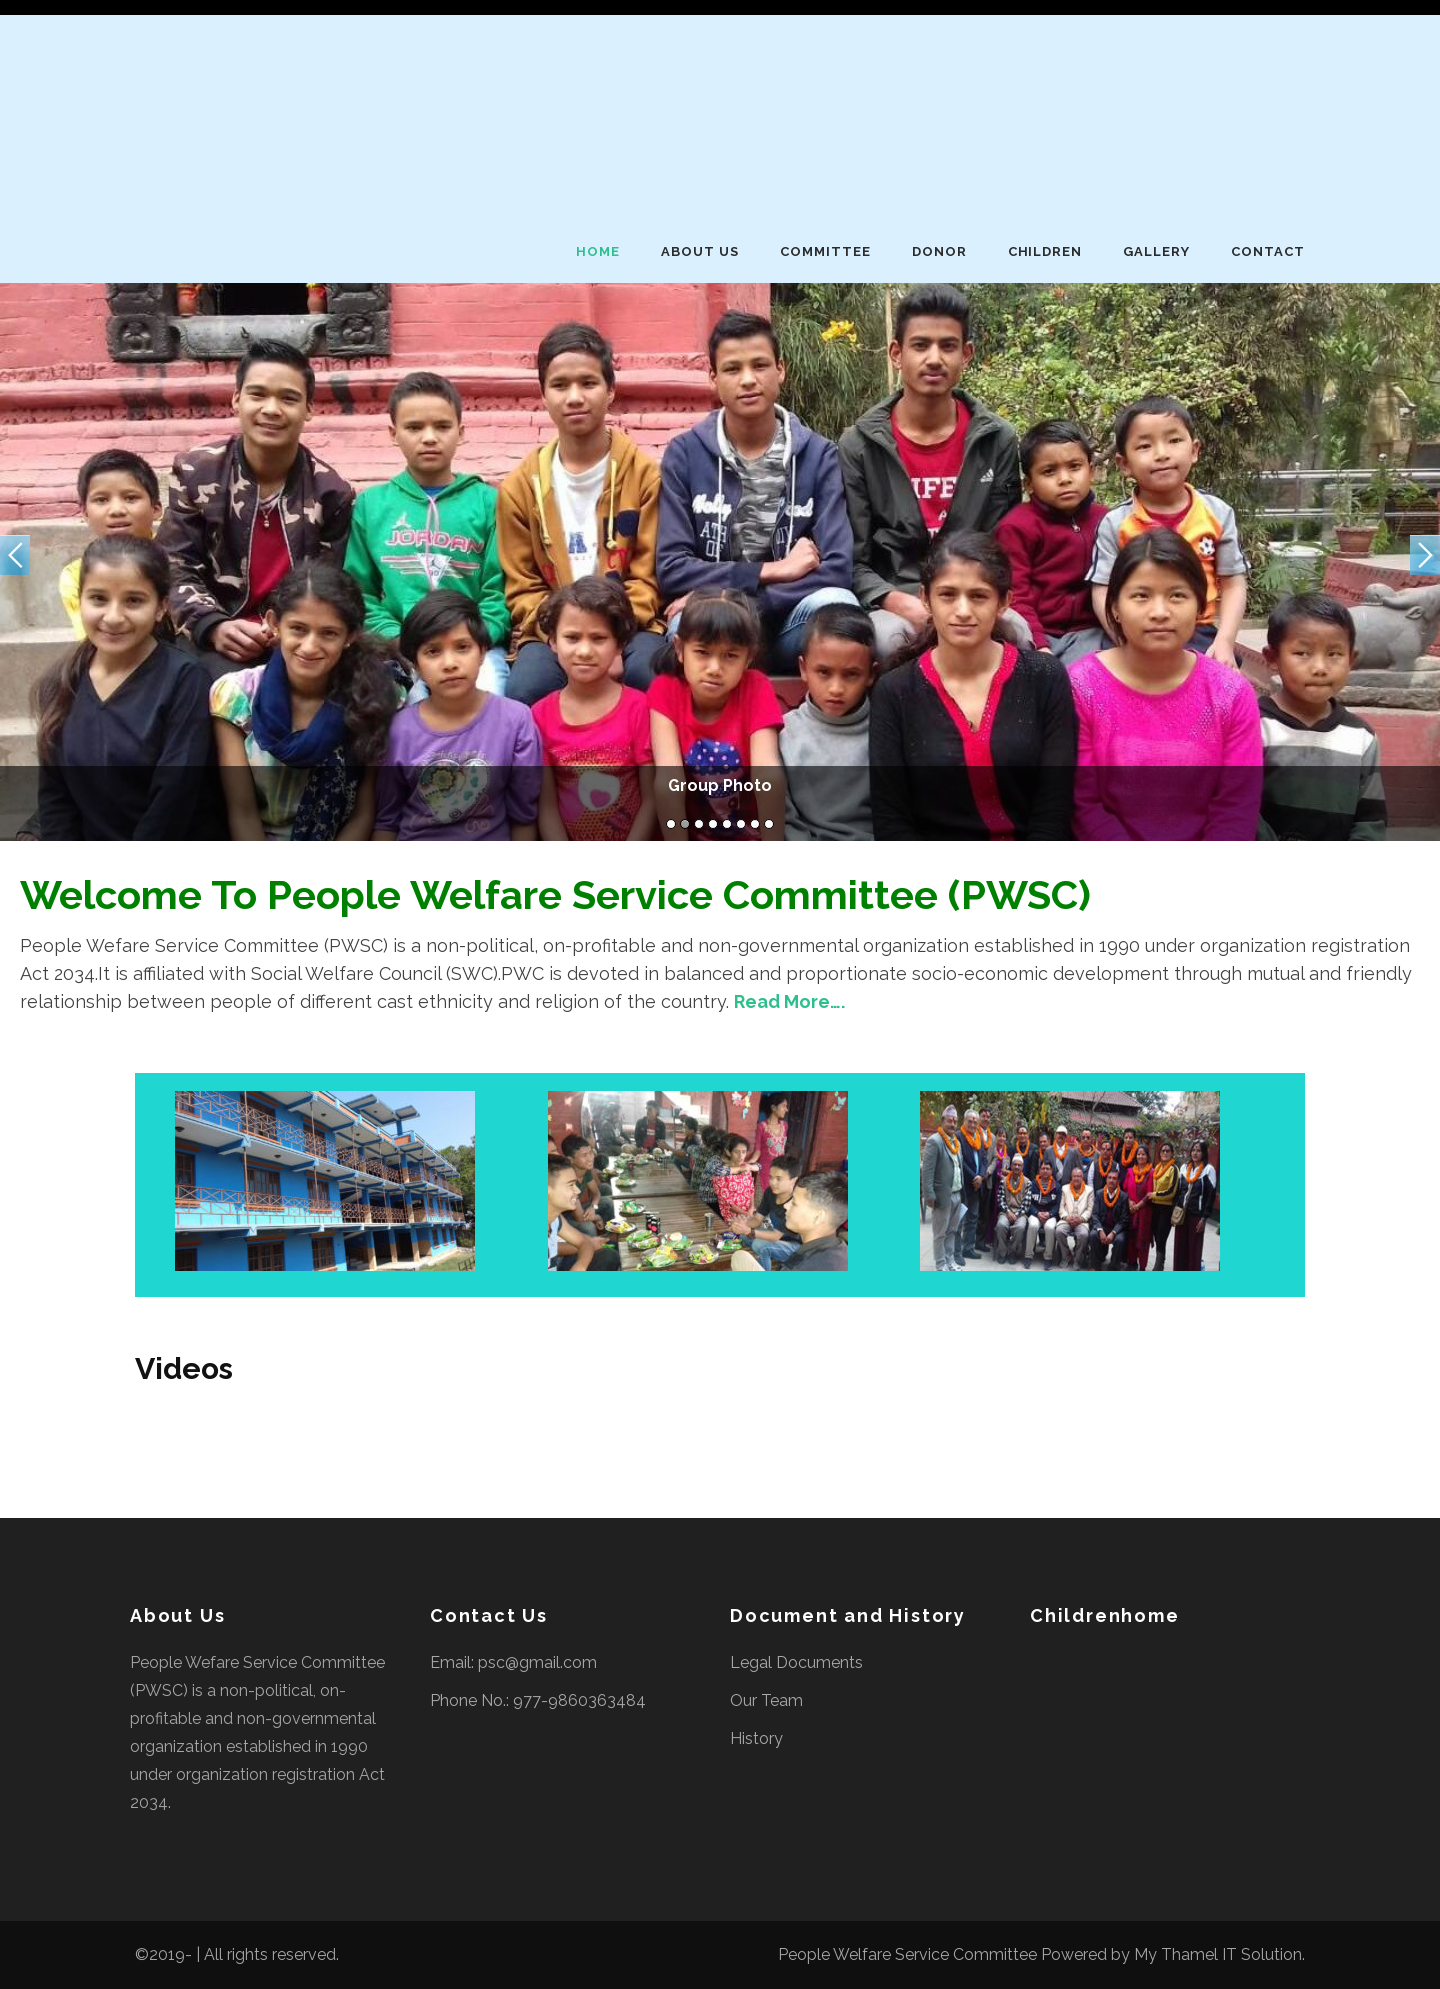 HOME ABOUT US COMMITTEE DONOR CHILDREN GALLERY CONTACT
JORDAN
LIFE
Group Photo
Welcome To People Welfare Service Committee (PWSC)
People Wefare Service Committee (PWSC) is a non-political, on-profitable and non-governmental organization established in 1990 under organization registration
Act 2034.It is affiliated with Social Welfare Council (SWC).PWC is devoted in balanced and proportionate socio-economic development through mutual and friendly
relationship between people of different cast ethnicity and religion of the country. Read More....
Videos
About Us
People Wefare Service Committee
(PWSC) is a non-political, on-
profitable and non-governmental
organization established in 1990
under organization registration Act
2034.
Contact Us
Email: psc@gmail.com
Phone No.: 977-9860363484
Document and History
Legal Documents
Our Team
History
Childrenhome
©2019- | All rights reserved.
People Welfare Service Committee Powered by My Thamel IT Solution.